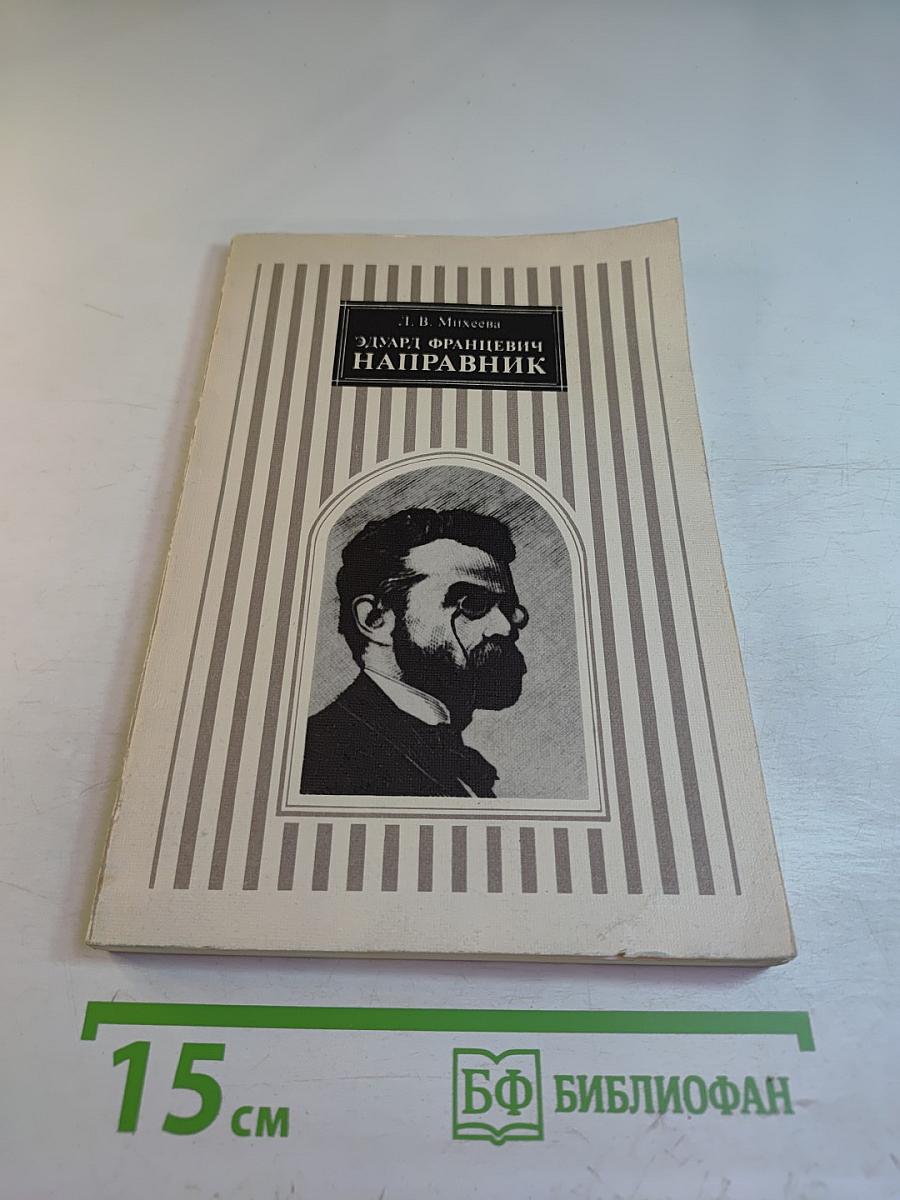 Л. В. Михеева
ЭДУАРД ФРАНЦЕВИЧ
НАПРАВНИК
15 см
БФ БИБЛИОФАН